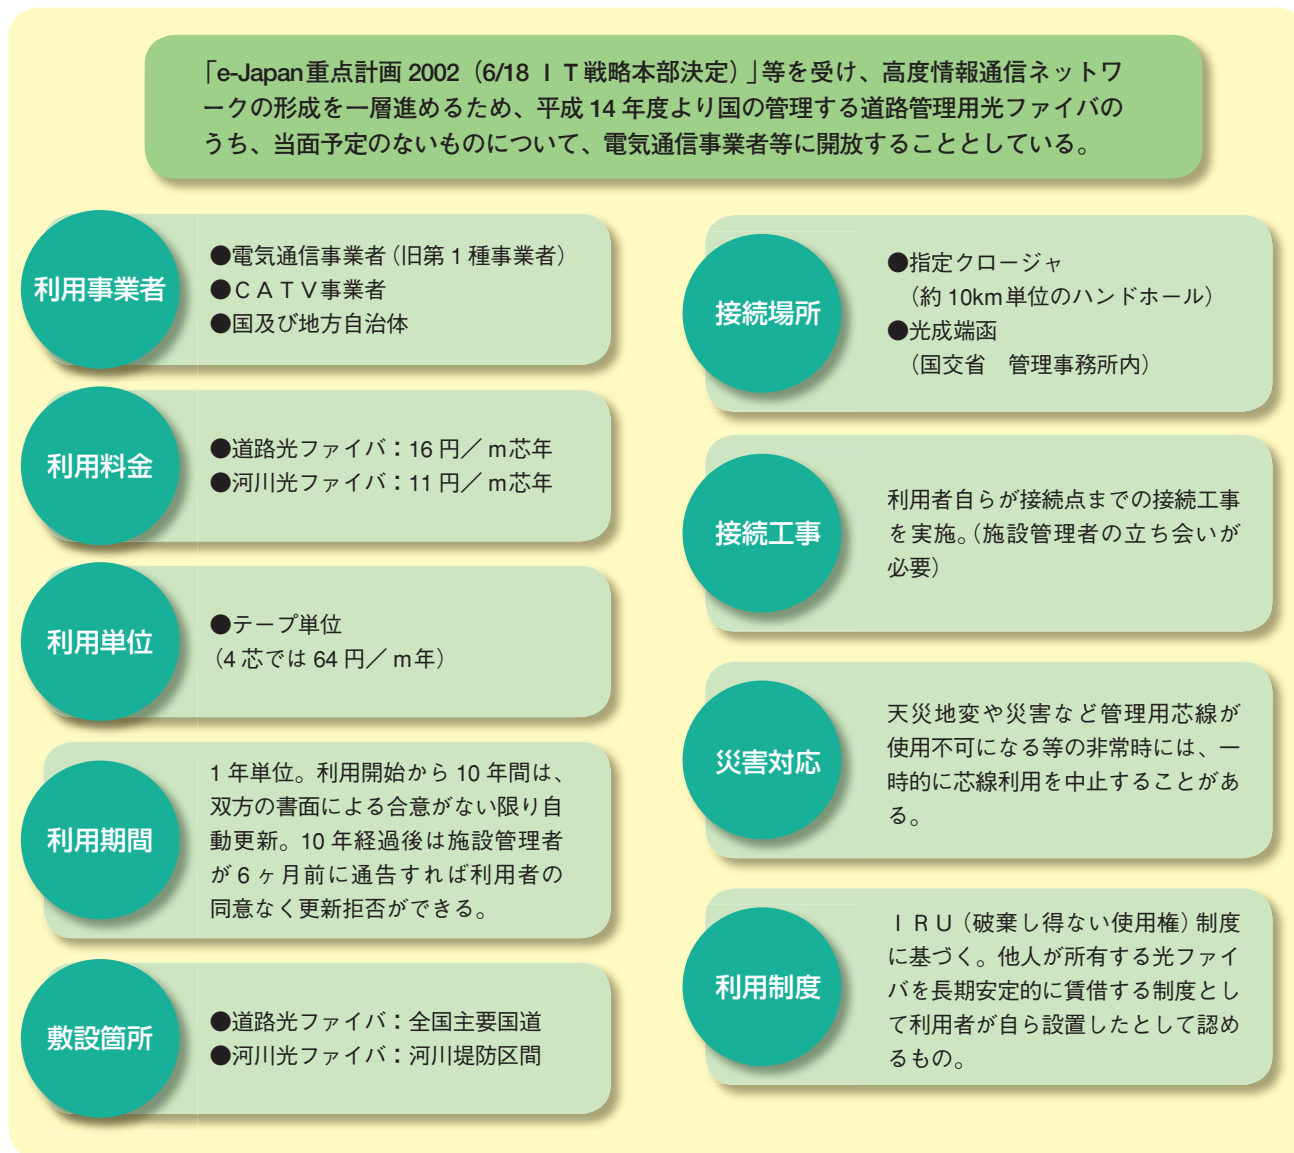 「e-Japan重点計画 2002（6/18 ＩＴ戦略本部決定）」等を受け、高度情報通信ネットワ
ークの形成を一層進めるため、平成 14 年度より国の管理する道路管理用光ファイバの
うち、当面予定のないものについて、電気通信事業者等に開放することとしている。
利用事業者
●電気通信事業者（旧第 1 種事業者）
●ＣＡＴＶ事業者
●国及び地方自治体
利用料金
●道路光ファイバ：16 円／ m芯年
●河川光ファイバ：11 円／ m芯年
利用単位
●テープ単位
（4 芯では 64 円／ m年）
利用期間
1 年単位。利用開始から 10 年間は、
双方の書面による合意がない限り自
動更新。10 年経過後は施設管理者
が 6 ヶ月前に通告すれば利用者の
同意なく更新拒否ができる。
敷設箇所
●道路光ファイバ：全国主要国道
●河川光ファイバ：河川堤防区間
接続場所
●指定クロージャ
（約 10km単位のハンドホール）
●光成端函
（国交省　管理事務所内）
接続工事
利用者自らが接続点までの接続工事
を実施。（施設管理者の立ち会いが
必要）
災害対応
天災地変や災害など管理用芯線が
使用不可になる等の非常時には、一
時的に芯線利用を中止することがあ
る。
利用制度
ＩＲＵ（破棄し得ない使用権）制度
に基づく。他人が所有する光ファイ
バを長期安定的に賃借する制度とし
て利用者が自ら設置したとして認め
るもの。